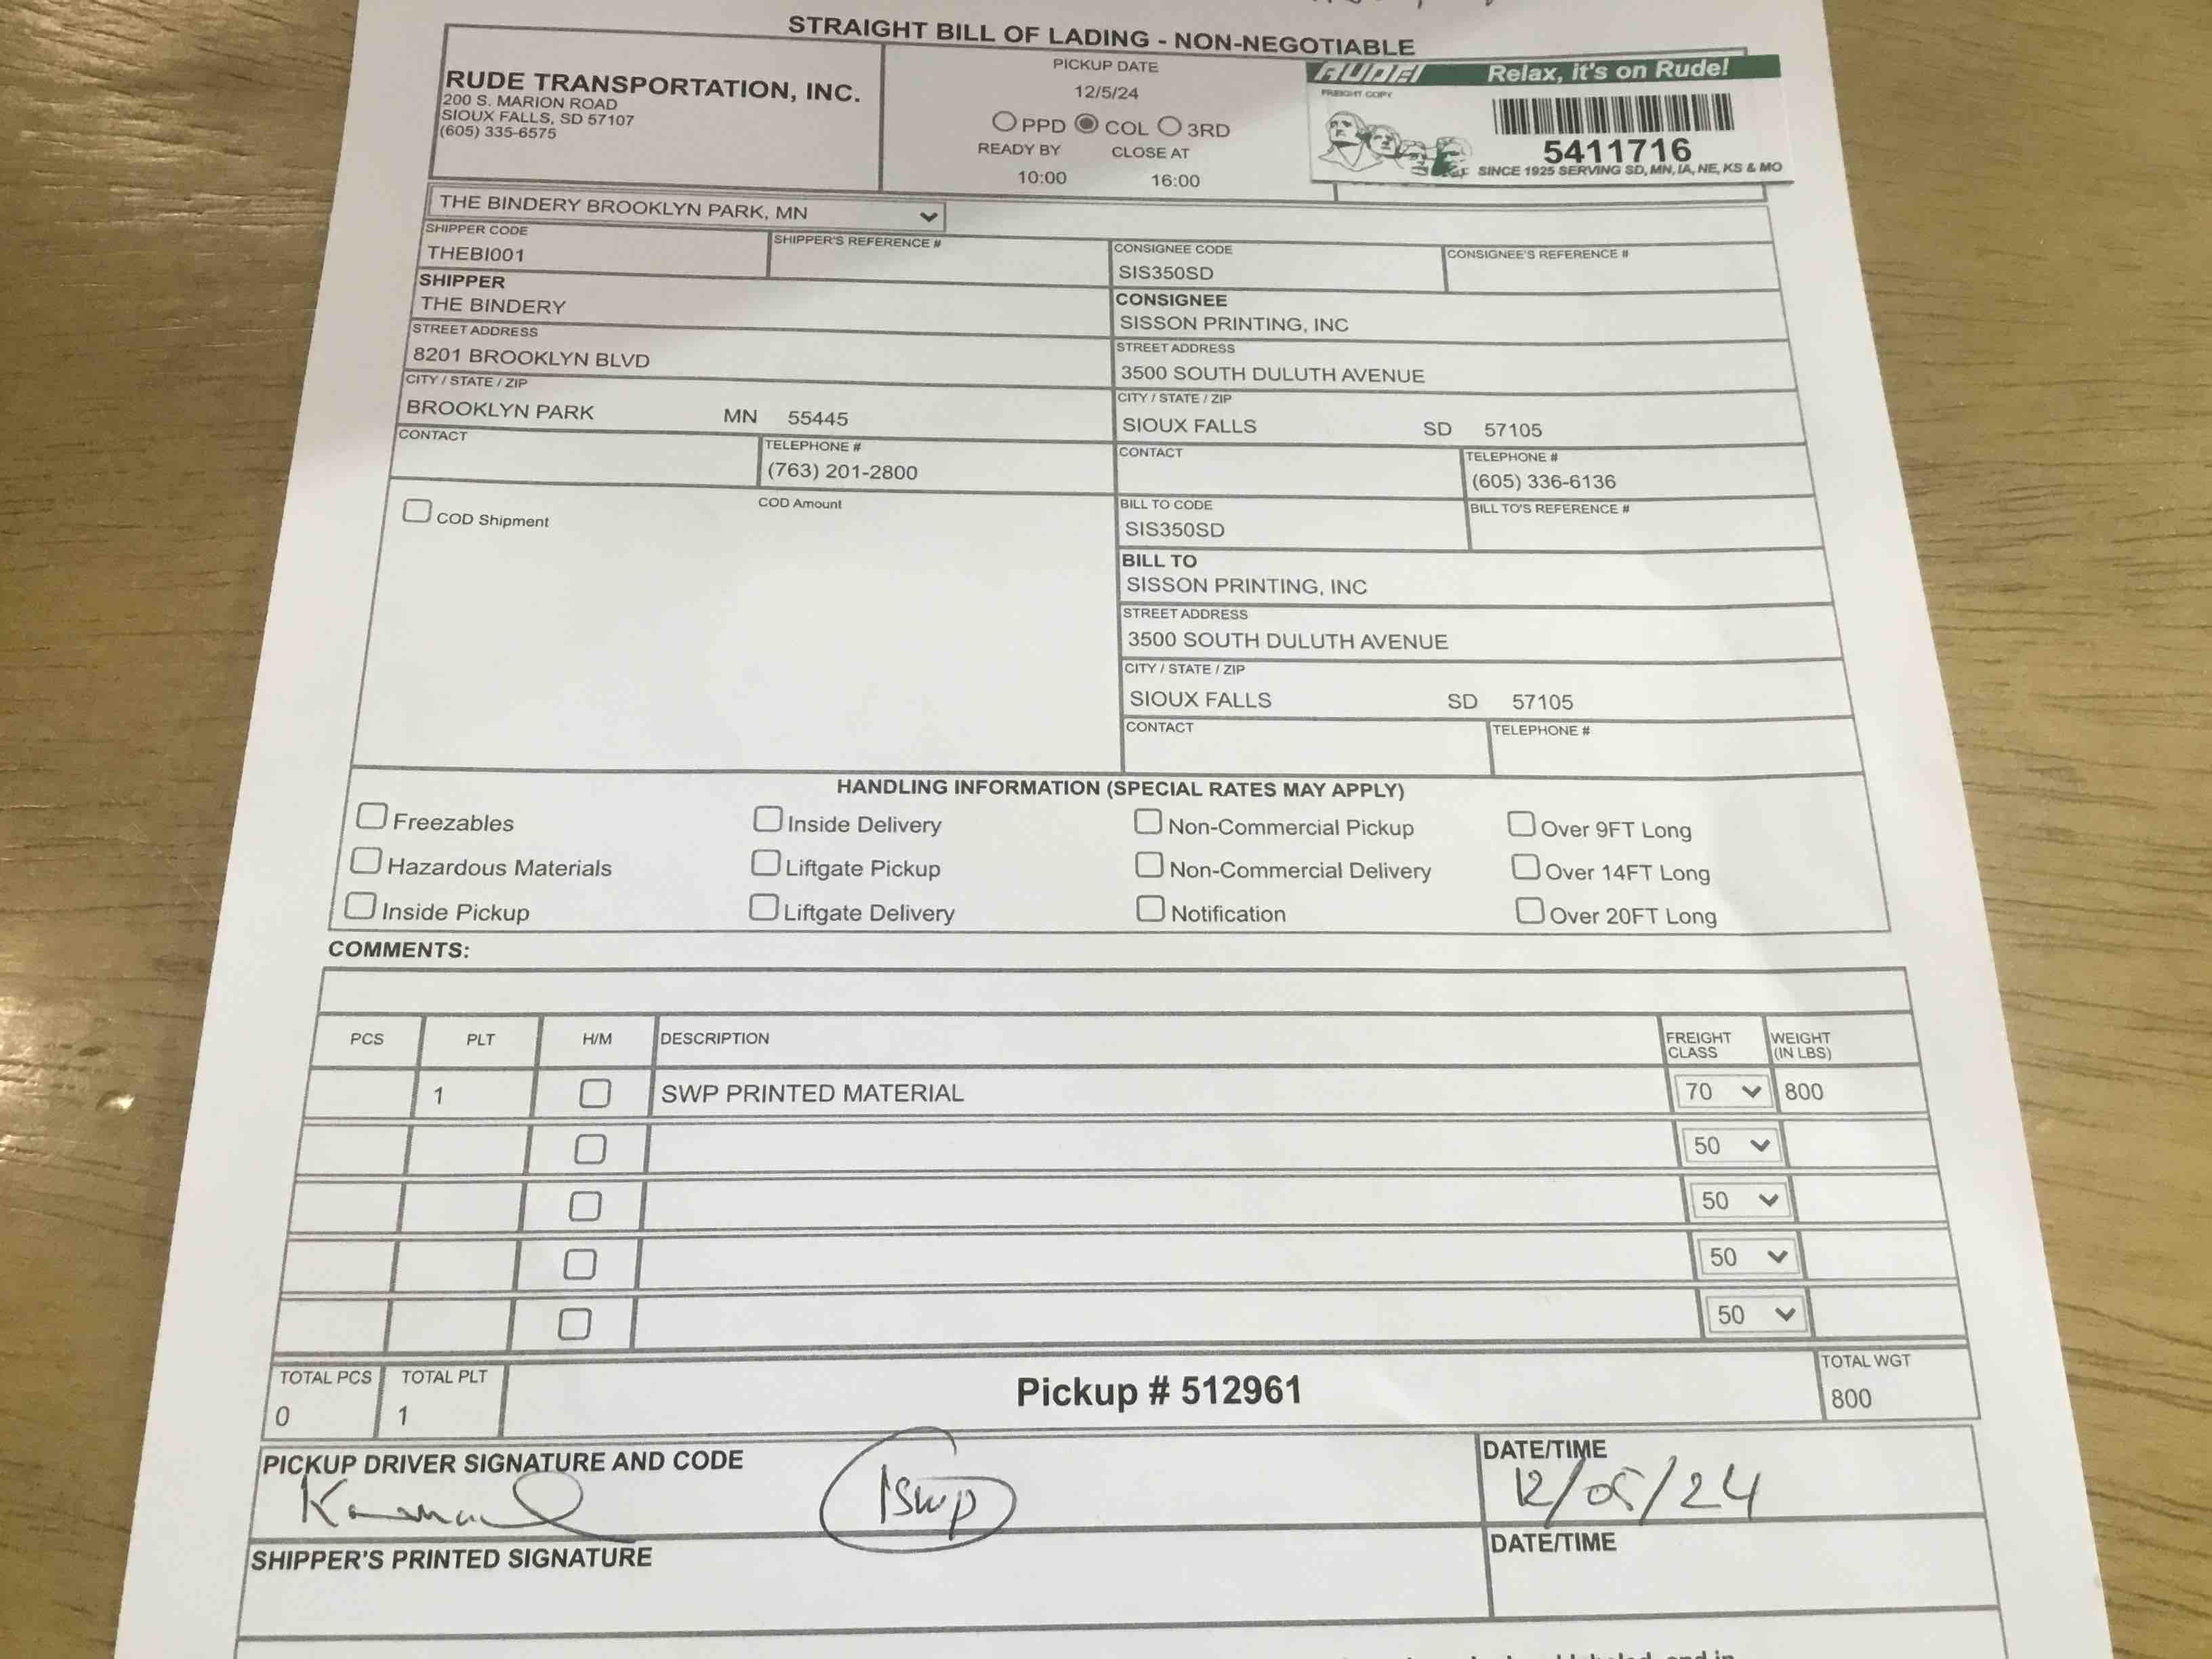 STRAIGHT BILL OF LADING - NON-NEGOTIABLE
RUDE TRANSPORTATION, INC.
200 S. MARION ROAD
SIOUX FALLS, SD 57107
(605) 335-6575
PICKUP DATE
12/5/24
PPD COL 3RD
READY BY CLOSE AT
10:00 16:00
RUDE! Relax, it's on Rude!
FREIGHT COPY
5411716
SINCE 1925 SERVING SD, MN, IA, NE, KS & MO
THE BINDERY BROOKLYN PARK, MN
SHIPPER CODE SHIPPER'S REFERENCE #
THEBI001
SHIPPER
THE BINDERY
STREET ADDRESS
8201 BROOKLYN BLVD
CITY / STATE / ZIP
BROOKLYN PARK MN 55445
CONTACT TELEPHONE #
(763) 201-2800
COD Shipment COD Amount
CONSIGNEE CODE CONSIGNEE'S REFERENCE #
SIS350SD
CONSIGNEE
SISSON PRINTING, INC
STREET ADDRESS
3500 SOUTH DULUTH AVENUE
CITY / STATE / ZIP
SIOUX FALLS SD 57105
CONTACT TELEPHONE #
(605) 336-6136
BILL TO CODE BILL TO'S REFERENCE #
SIS350SD
BILL TO
SISSON PRINTING, INC
STREET ADDRESS
3500 SOUTH DULUTH AVENUE
CITY / STATE / ZIP
SIOUX FALLS SD 57105
CONTACT TELEPHONE #
HANDLING INFORMATION (SPECIAL RATES MAY APPLY)
Freezables Inside Delivery Non-Commercial Pickup Over 9FT Long
Hazardous Materials Liftgate Pickup Non-Commercial Delivery Over 14FT Long
Inside Pickup Liftgate Delivery Notification Over 20FT Long
COMMENTS:
PCS PLT H/M DESCRIPTION FREIGHT CLASS WEIGHT (IN LBS)
1 SWP PRINTED MATERIAL 70 800
50
50
50
50
TOTAL PCS TOTAL PLT TOTAL WGT
0 1 Pickup # 512961 800
PICKUP DRIVER SIGNATURE AND CODE DATE/TIME
1SWP 12/05/24
SHIPPER'S PRINTED SIGNATURE DATE/TIME